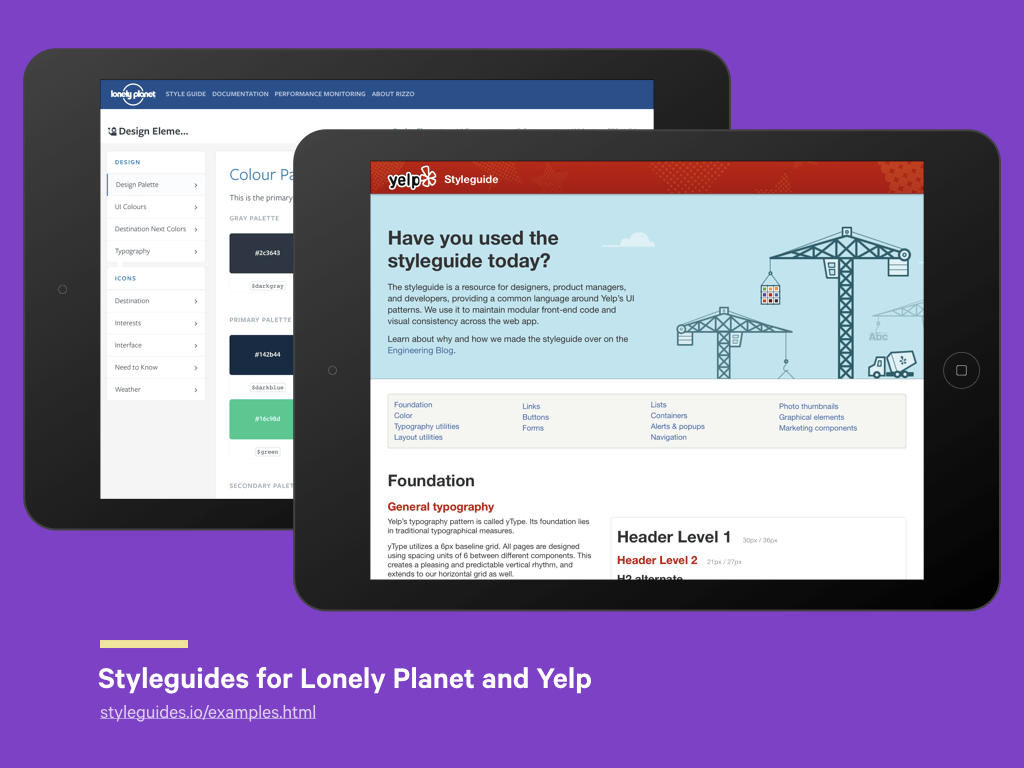 lonely planet
STYLE GUIDE DOCUMENTATION PERFORMANCE MONITORING ABOUT RIZZO
Design Eleme...
DESIGN
Design Palette
UI Colours
Destination Next Colors
Typography
ICONS
Destination
Interests
Interface
Need to Know
Weather
Colour Pa
This is the primary
GRAY PALETTE
#2c3643
$darkgray
PRIMARY PALETTE
#142b44
$darkblue
#16c98d
$green
SECONDARY PALET
yelp Styleguide
Have you used the
styleguide today?
The styleguide is a resource for designers, product managers,
and developers, providing a common language around Yelp's UI
patterns. We use it to maintain modular front-end code and
visual consistency across the web app.
Learn about why and how we made the styleguide over on the
Engineering Blog.
Abc
Foundation
Color
Typography utilities
Layout utilities
Links
Buttons
Forms
Lists
Containers
Alerts & popups
Navigation
Photo thumbnails
Graphical elements
Marketing components
Foundation
General typography
Yelp's typography pattern is called yType. Its foundation lies
in traditional typographical measures.
yType utilizes a 6px baseline grid. All pages are designed
using spacing units of 6 between different components. This
creates a pleasing and predictable vertical rhythm, and
extends to our horizontal grid as well.
Header Level 1 30px / 36px
Header Level 2 21px / 27px
H2 alternate
Styleguides for Lonely Planet and Yelp
styleguides.io/examples.html